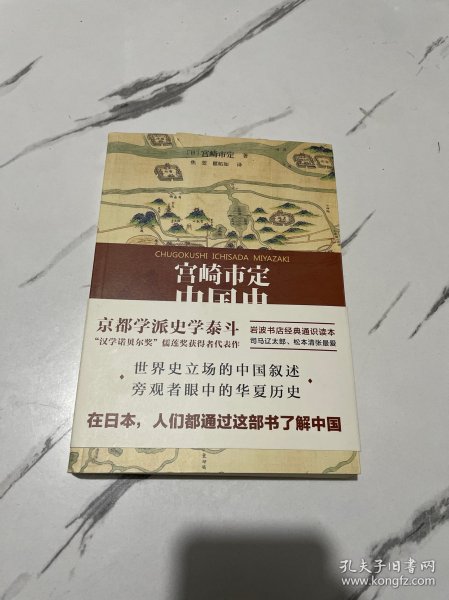 [日]宫崎市定 著
焦堃 瞿柘如 译
CHUGOKUSHI ICHISADA MIYAZAKI
宫崎市定
中国史
京都学派史学泰斗
“汉学诺贝尔奖”儒莲奖获得者代表作
岩波书店经典通识读本
司马辽太郎、松本清张最爱
世界史立场的中国叙述
旁观者眼中的华夏历史
在日本，人们都通过这部书了解中国
孔夫子旧书网
www.kongfz.com